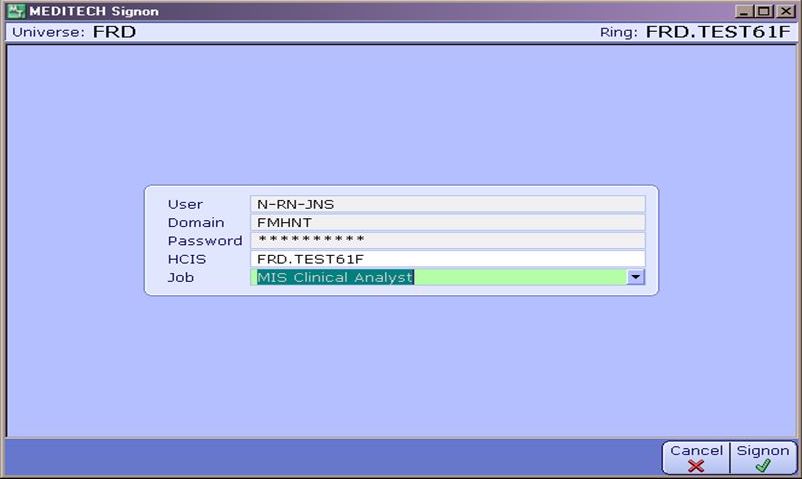 MEDITECH Signon
Universe: FRD Ring: FRD.TEST61F
User N-RN-JNS
Domain FMHNT
Password **********
HCIS FRD.TEST61F
Job MIS Clinical Analyst
Cancel Signon